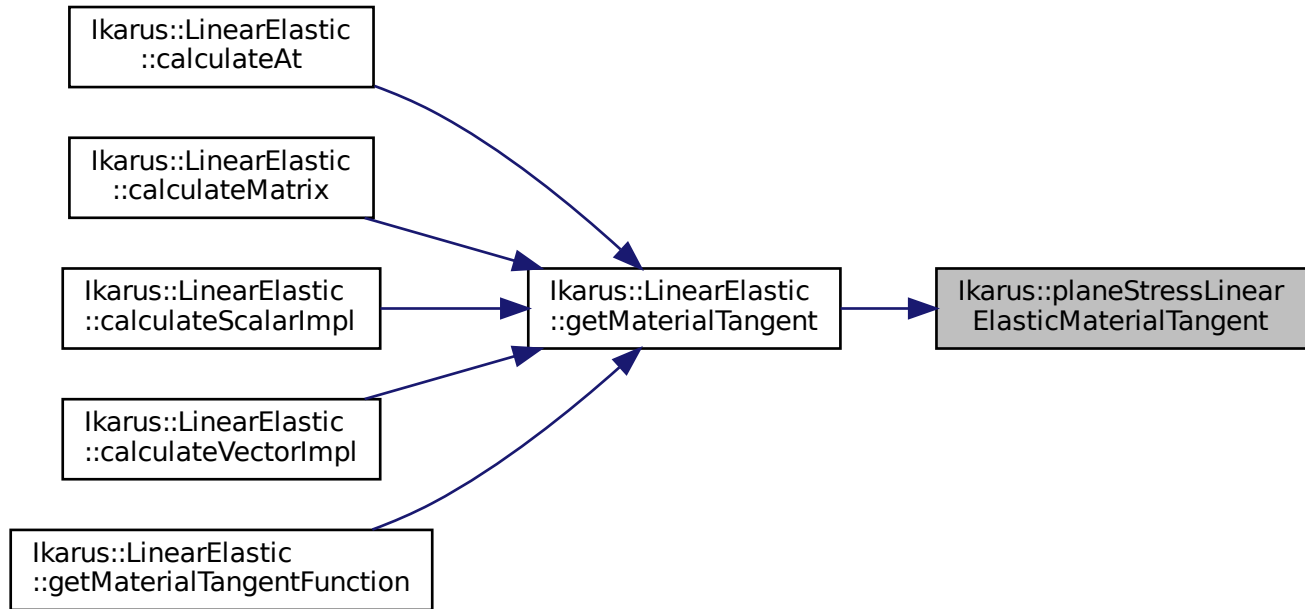 Ikarus::LinearElastic
::calculateAt
Ikarus::LinearElastic
::calculateMatrix
Ikarus::LinearElastic
::calculateScalarImpl
Ikarus::LinearElastic
::calculateVectorImpl
Ikarus::LinearElastic
::getMaterialTangentFunction
Ikarus::LinearElastic
::getMaterialTangent
Ikarus::planeStressLinear
ElasticMaterialTangent